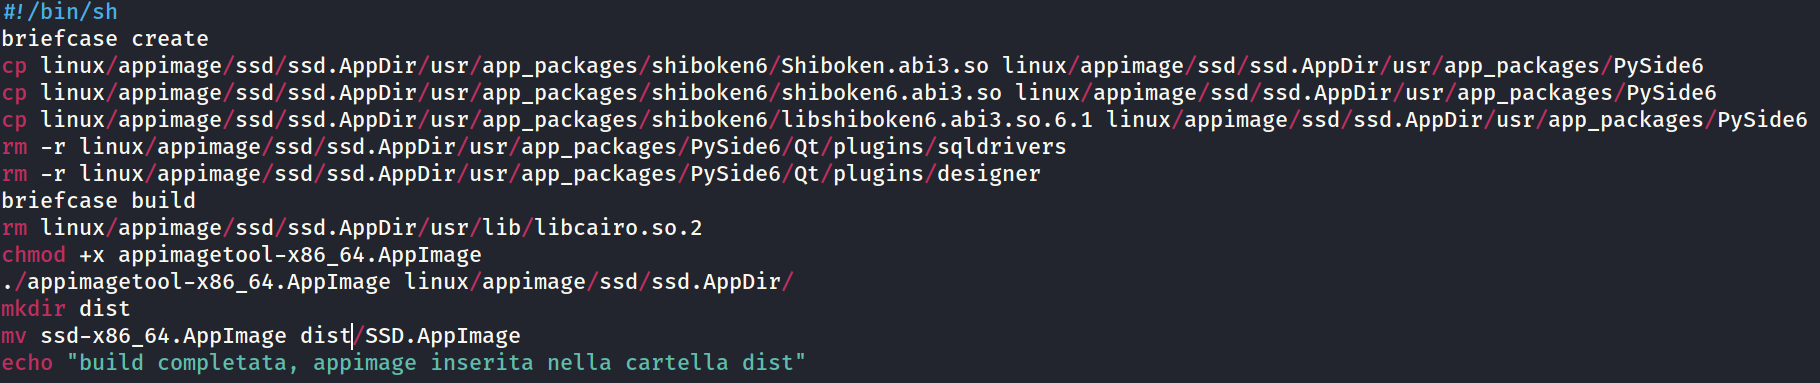 #!/bin/sh
briefcase create
cp linux/appimage/ssd/ssd.AppDir/usr/app_packages/shiboken6/Shiboken.abi3.so linux/appimage/ssd/ssd.AppDir/usr/app_packages/PySide6
cp linux/appimage/ssd/ssd.AppDir/usr/app_packages/shiboken6/shiboken6.abi3.so linux/appimage/ssd/ssd.AppDir/usr/app_packages/PySide6
cp linux/appimage/ssd/ssd.AppDir/usr/app_packages/shiboken6/libshiboken6.abi3.so.6.1 linux/appimage/ssd/ssd.AppDir/usr/app_packages/PySide6
rm -r linux/appimage/ssd/ssd.AppDir/usr/app_packages/PySide6/Qt/plugins/sqldrivers
rm -r linux/appimage/ssd/ssd.AppDir/usr/app_packages/PySide6/Qt/plugins/designer
briefcase build
rm linux/appimage/ssd/ssd.AppDir/usr/lib/libcairo.so.2
chmod +x appimagetool-x86_64.AppImage
./appimagetool-x86_64.AppImage linux/appimage/ssd/ssd.AppDir/
mkdir dist
mv ssd-x86_64.AppImage dist/SSD.AppImage
echo "build completata, appimage inserita nella cartella dist"